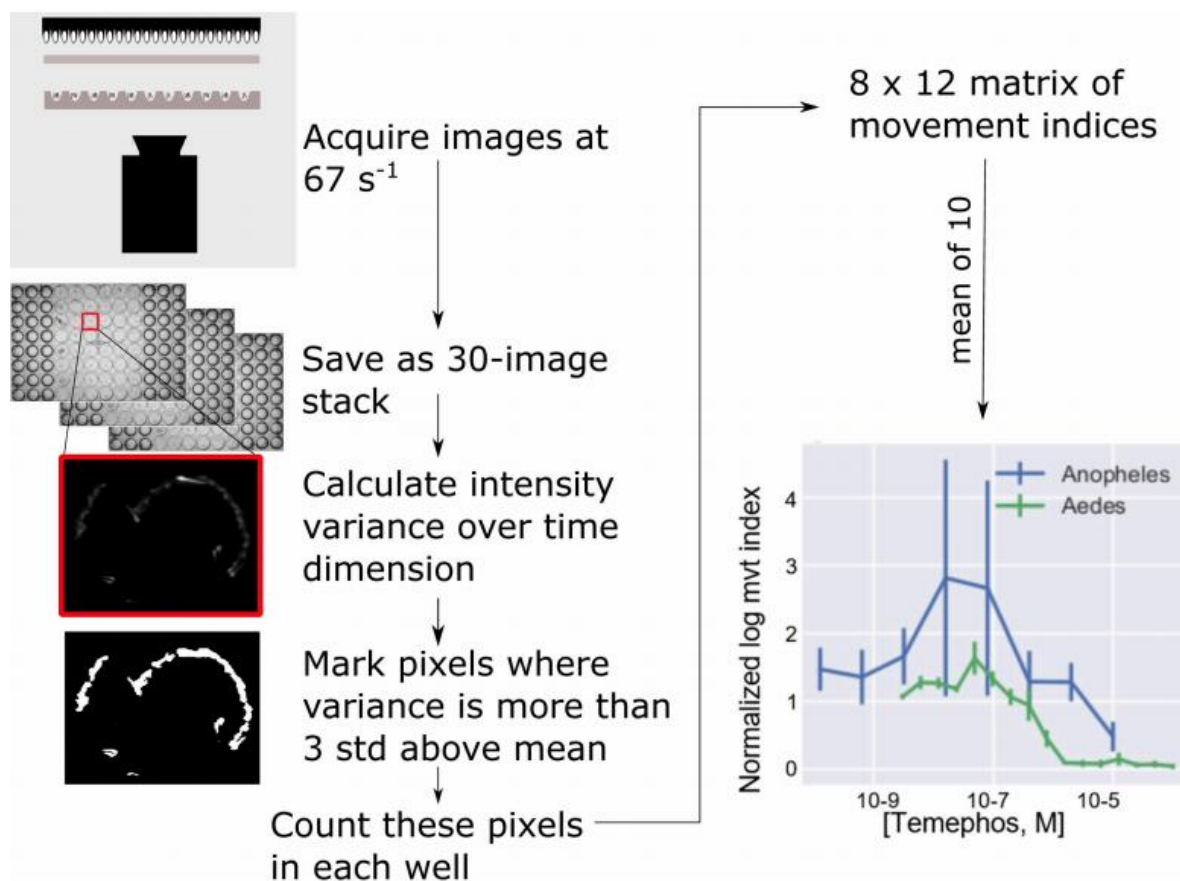 Acquire images at
67 s⁻¹
Save as 30-image
stack
Calculate intensity
variance over time
dimension
Mark pixels where
variance is more than
3 std above mean
Count these pixels
in each well
8 x 12 matrix of
movement indices
mean of 10
Anopheles
Aedes
Normalized log mvt index
4
3
2
1
0
10-9 10-7 10-5
[Temephos, M]